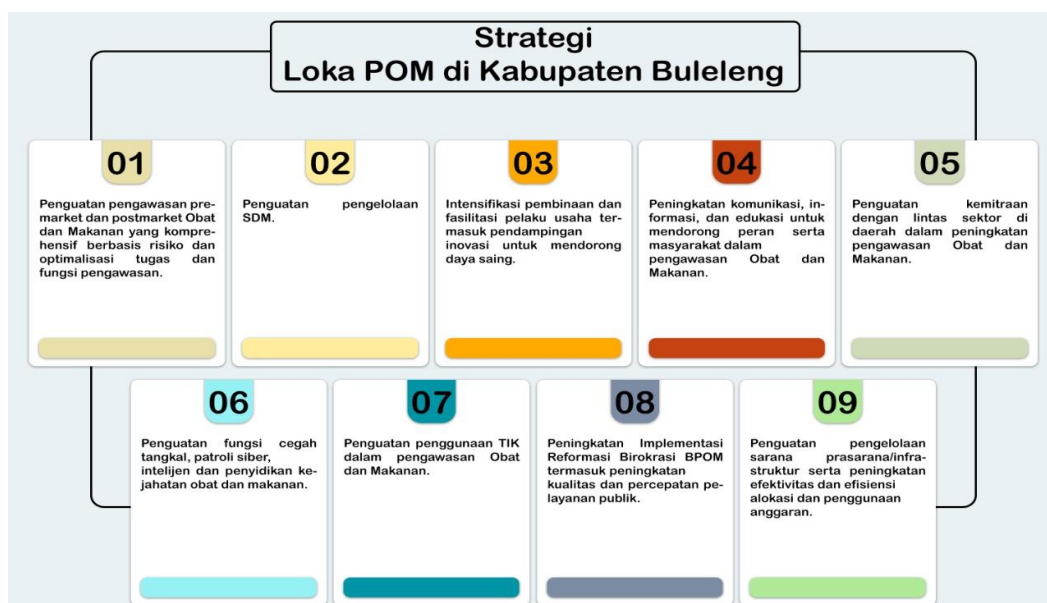 Strategi
Loka POM di Kabupaten Buleleng
01
Penguatan pengawasan pre-
market dan postmarket Obat
dan Makanan yang kompre-
hensif berbasis risiko dan
optimalisasi tugas dan
fungsi pengawasan.
02
Penguatan pengelolaan
SDM.
03
Intensifikasi pembinaan dan
fasilitasi pelaku usaha ter-
masuk pendampingan
inovasi untuk mendorong
daya saing.
04
Peningkatan komunikasi, in-
formasi, dan edukasi untuk
mendorong peran serta
masyarakat dalam
pengawasan Obat dan
Makanan.
05
Penguatan kemitraan
dengan lintas sektor di
daerah dalam peningkatan
pengawasan Obat dan
Makanan.
06
Penguatan fungsi cegah
tangkal, patroli siber,
intelijen dan penyidikan ke-
jahatan obat dan makanan.
07
Penguatan penggunaan TIK
dalam pengawasan Obat
dan Makanan.
08
Peningkatan Implementasi
Reformasi Birokrasi BPOM
termasuk peningkatan
kualitas dan percepatan pe-
layanan publik.
09
Penguatan pengelolaan
sarana prasarana/infra-
struktur serta peningkatan
efektivitas dan efisiensi
alokasi dan penggunaan
anggaran.